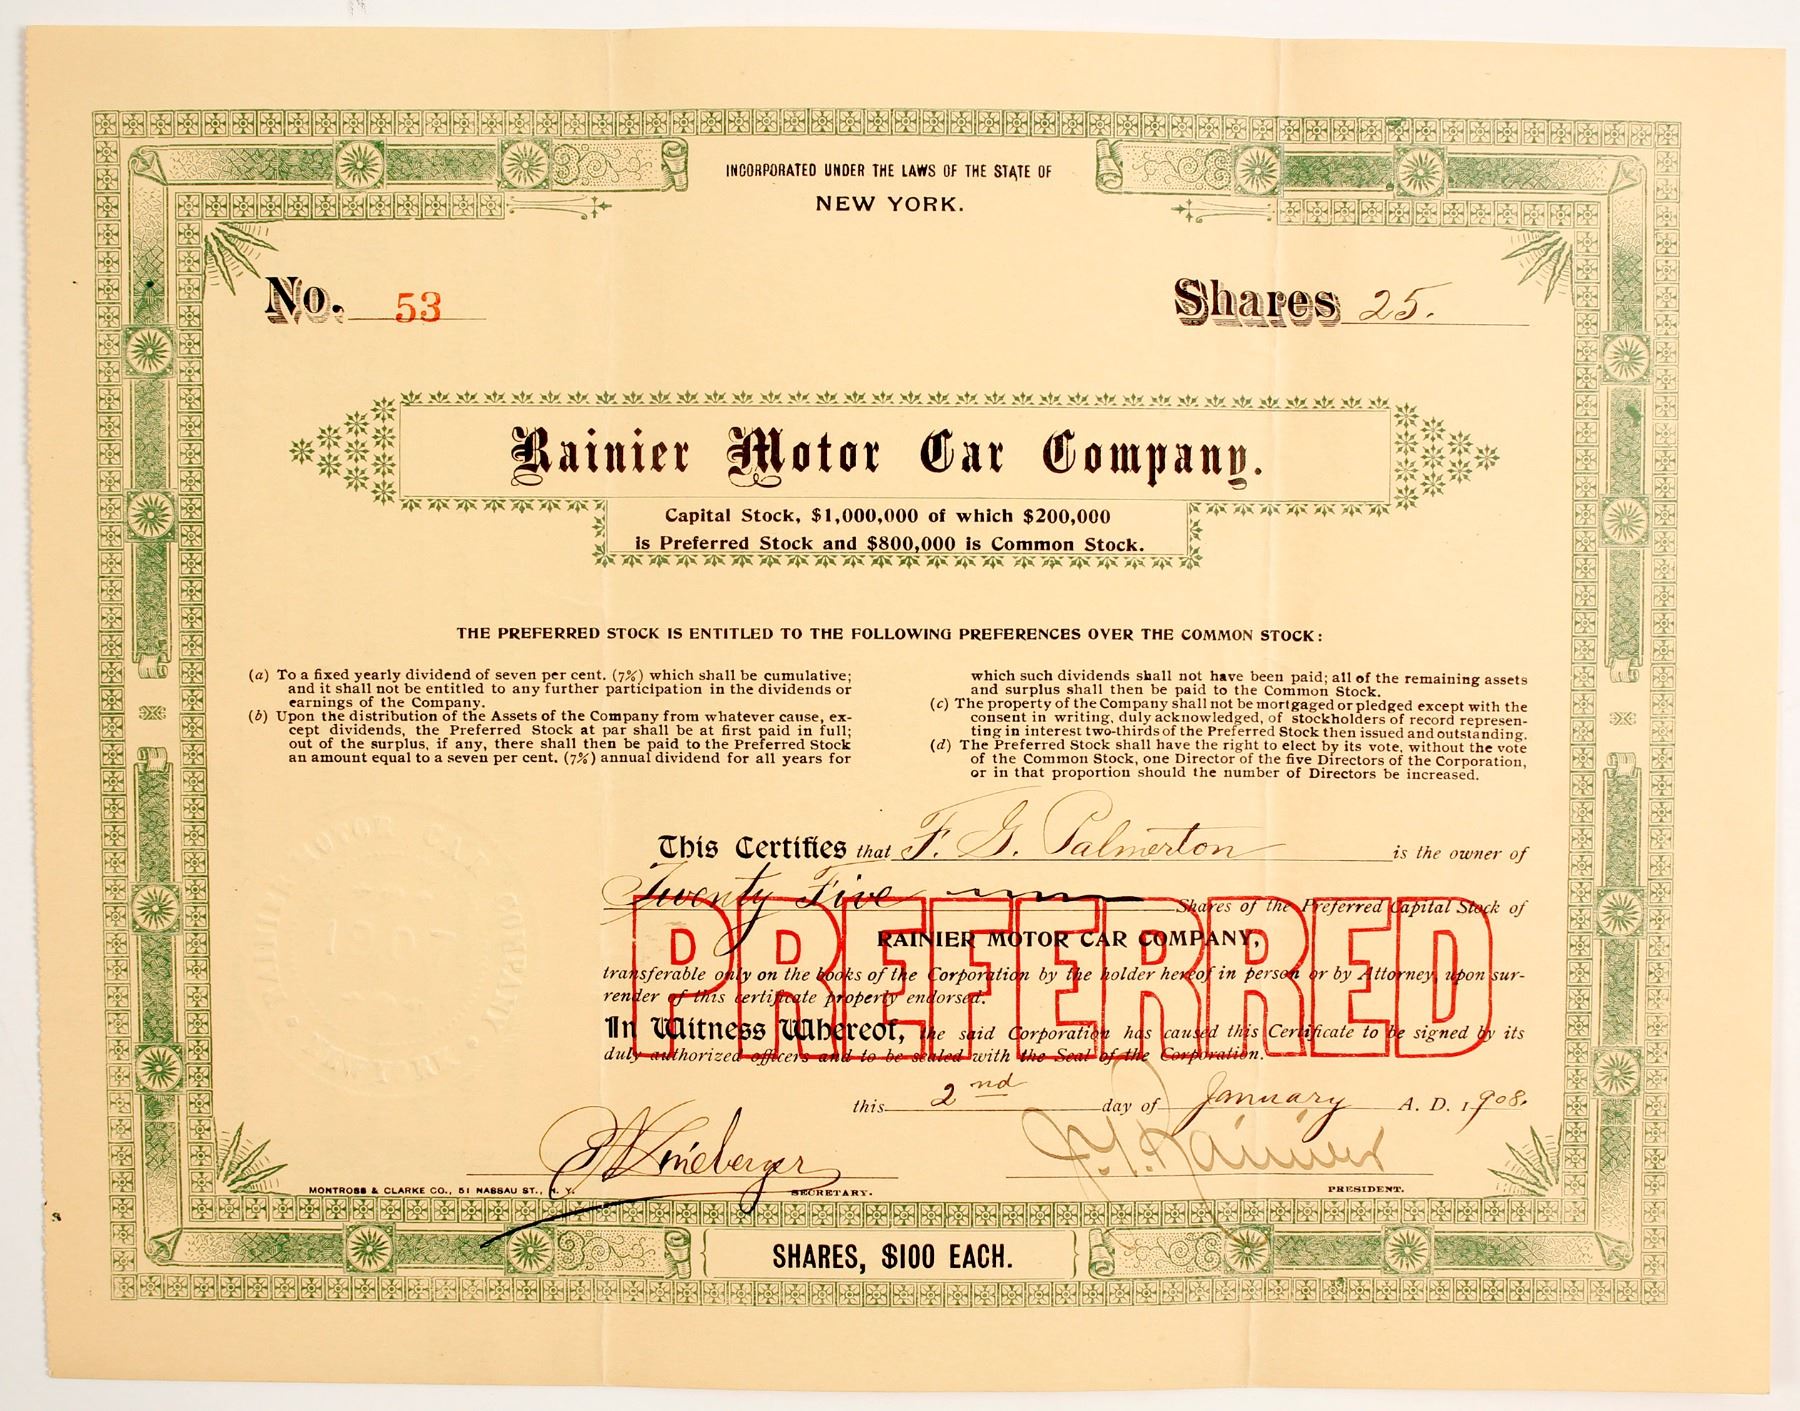 INCORPORATED UNDER THE LAWS OF THE STATE OF
NEW YORK.
No. 53
Shares 25.
Rainier Motor Car Company.
Capital Stock, $1,000,000 of which $200,000
is Preferred Stock and $800,000 is Common Stock.
THE PREFERRED STOCK IS ENTITLED TO THE FOLLOWING PREFERENCES OVER THE COMMON STOCK:
(a) To a fixed yearly dividend of seven per cent. (7%) which shall be cumulative;
and it shall not be entitled to any further participation in the dividends or
earnings of the Company.
(b) Upon the distribution of the Assets of the Company from whatever cause, ex-
cept dividends, the Preferred Stock at par shall be at first paid in full;
out of the surplus, if any, there shall then be paid to the Preferred Stock
an amount equal to a seven per cent. (7%) annual dividend for all years for
which such dividends shall not have been paid; all of the remaining assets
and surplus shall then be paid to the Common Stock.
(c) The property of the Company shall not be mortgaged or pledged except with the
consent in writing, duly acknowledged, of stockholders of record represen-
ting in interest two-thirds of the Preferred Stock then issued and outstanding.
(d) The Preferred Stock shall have the right to elect by its vote, without the vote
of the Common Stock, one Director of the five Directors of the Corporation,
or in that proportion should the number of Directors be increased.
This Certifies that F. G. Palmerton is the owner of
Twenty Five Shares of the Preferred Capital Stock of
PREFERRED
RAINIER MOTOR CAR COMPANY,
transferable only on the books of the Corporation by the holder hereof in person or by Attorney, upon sur-
render of this certificate properly endorsed.
In Witness Whereof, the said Corporation has caused this Certificate to be signed by its
duly authorized officers and to be sealed with the Seal of the Corporation.
this 2nd day of January A. D. 1908.
Lineberger
J. T. Rainier
MONTROSS & CLARKE CO., 51 NASSAU ST., N. Y.
SECRETARY.
PRESIDENT.
SHARES, $100 EACH.
RAINIER MOTOR CAR COMPANY